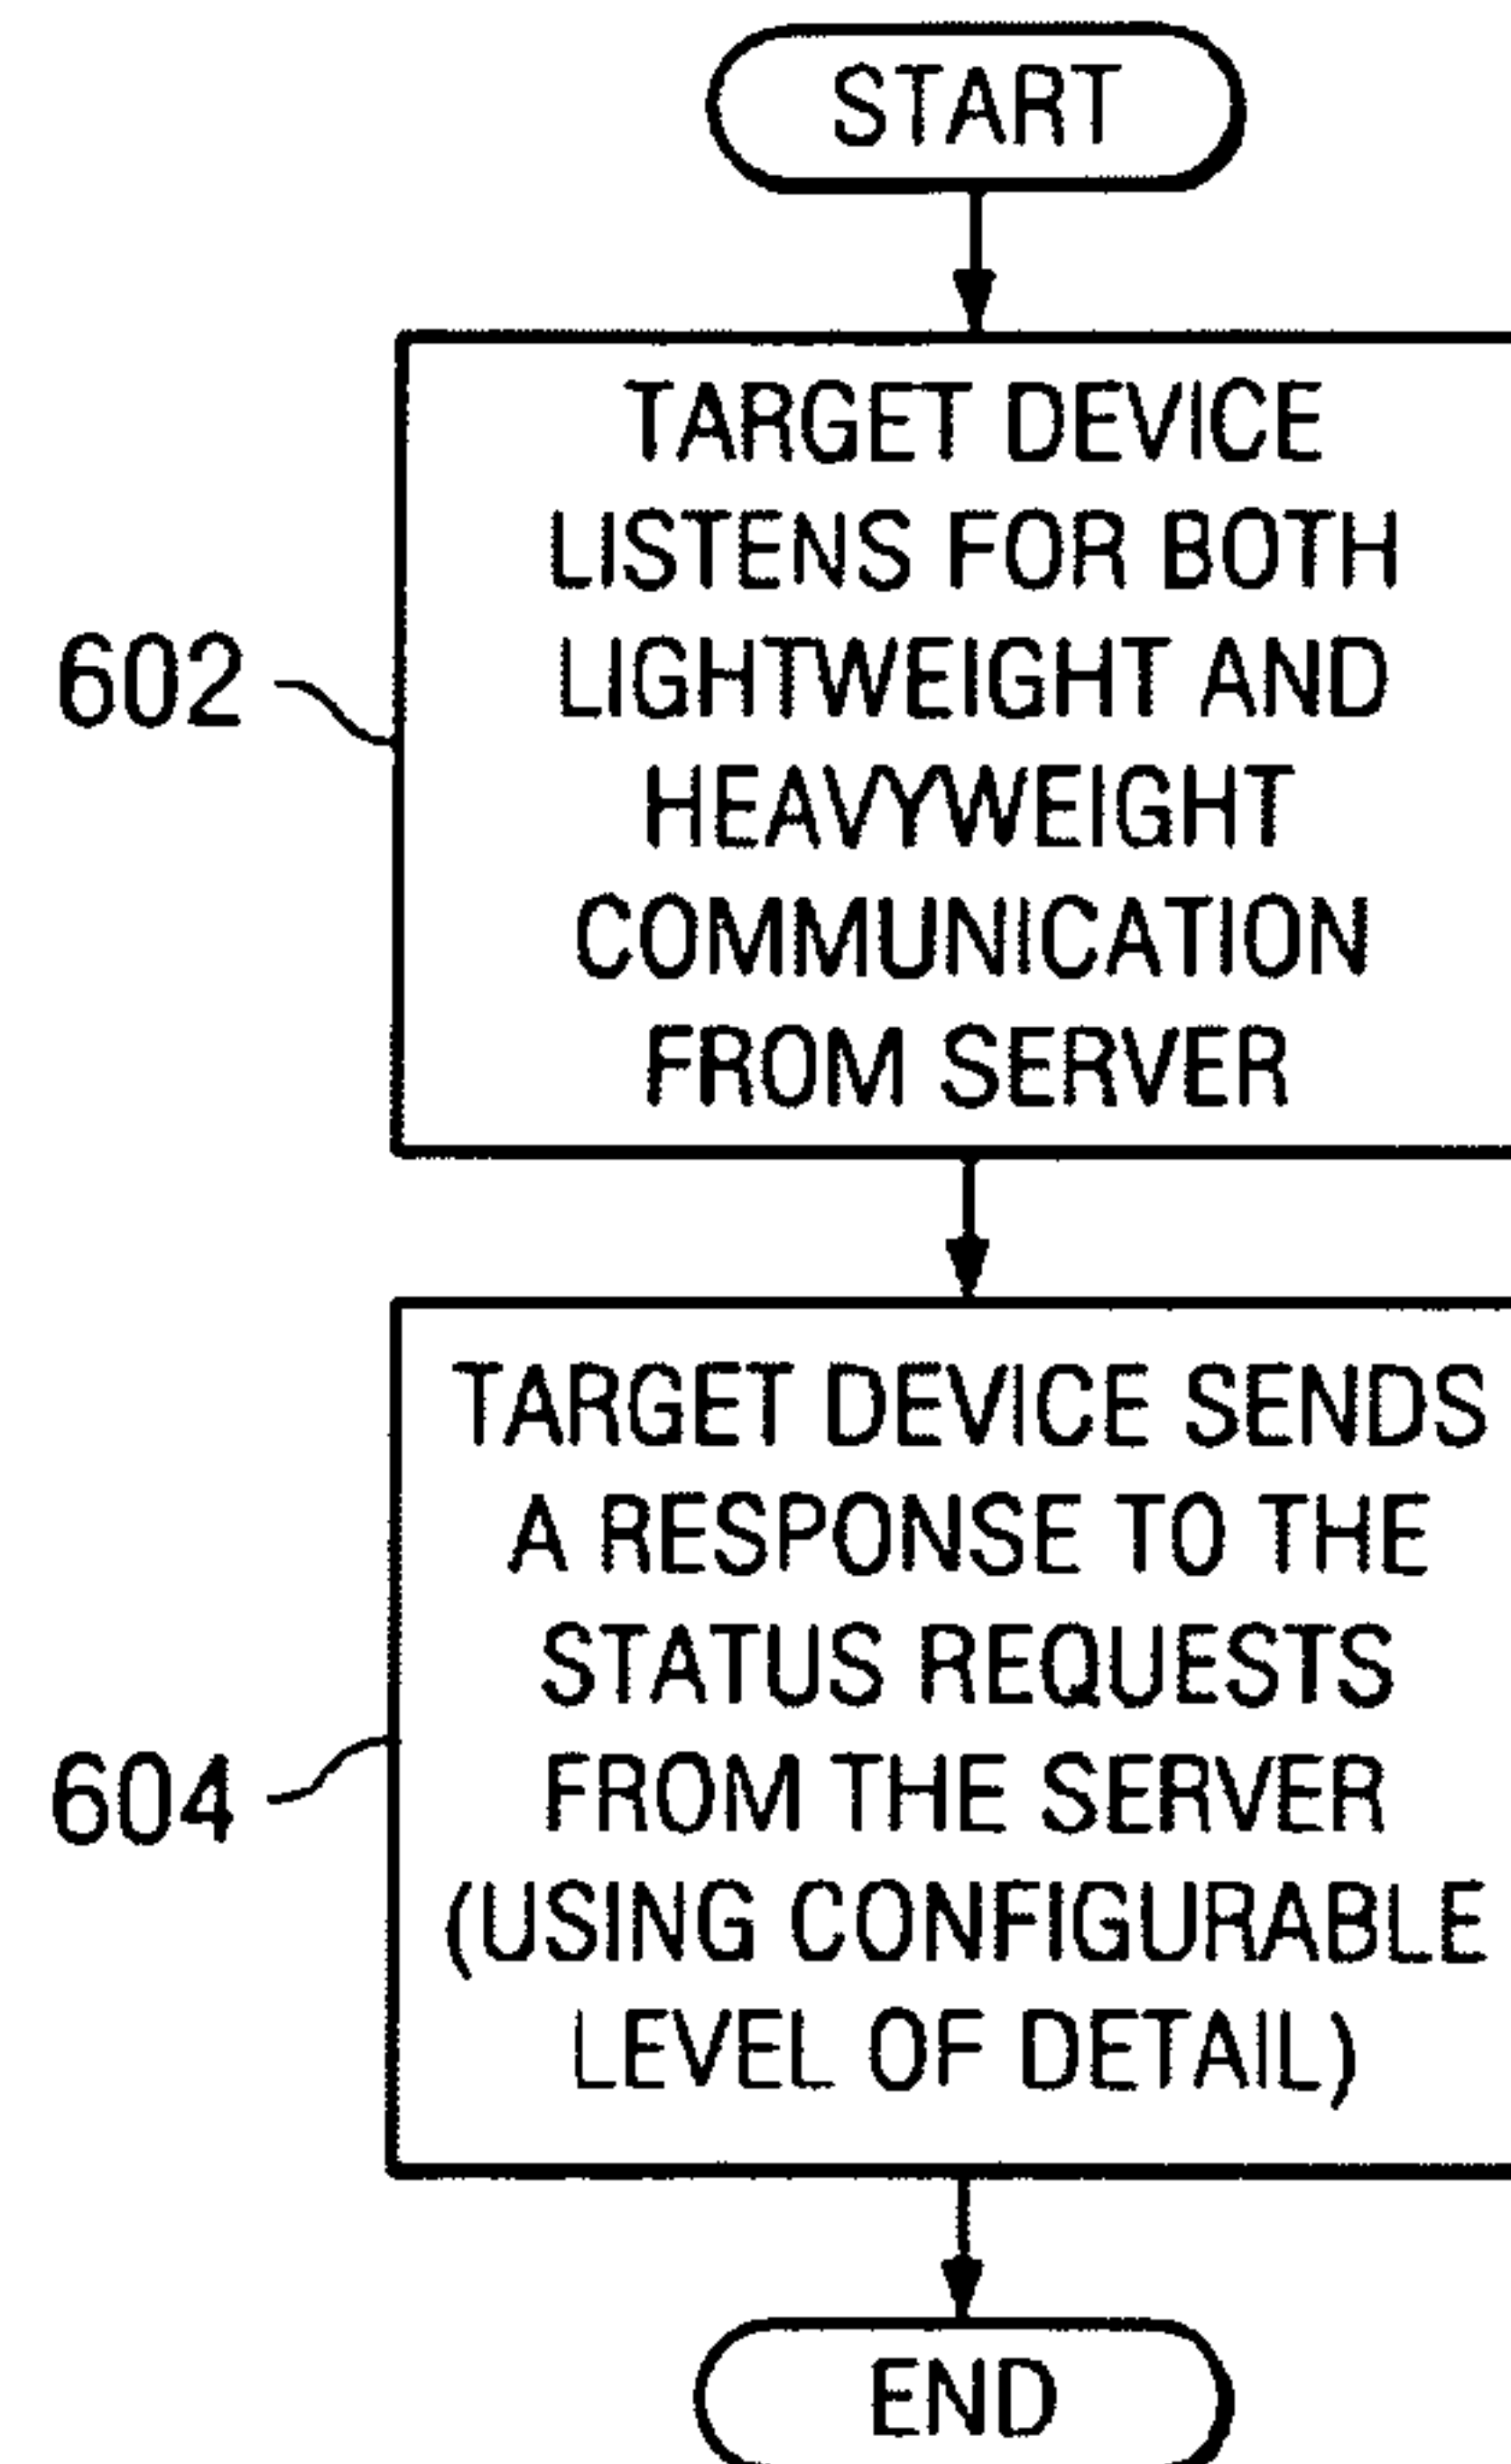 START
TARGET DEVICE
LISTENS FOR BOTH
LIGHTWEIGHT AND
HEAVYWEIGHT
COMMUNICATION
FROM SERVER
602
TARGET DEVICE SENDS
A RESPONSE TO THE
STATUS REQUESTS
FROM THE SERVER
(USING CONFIGURABLE
LEVEL OF DETAIL)
604
END